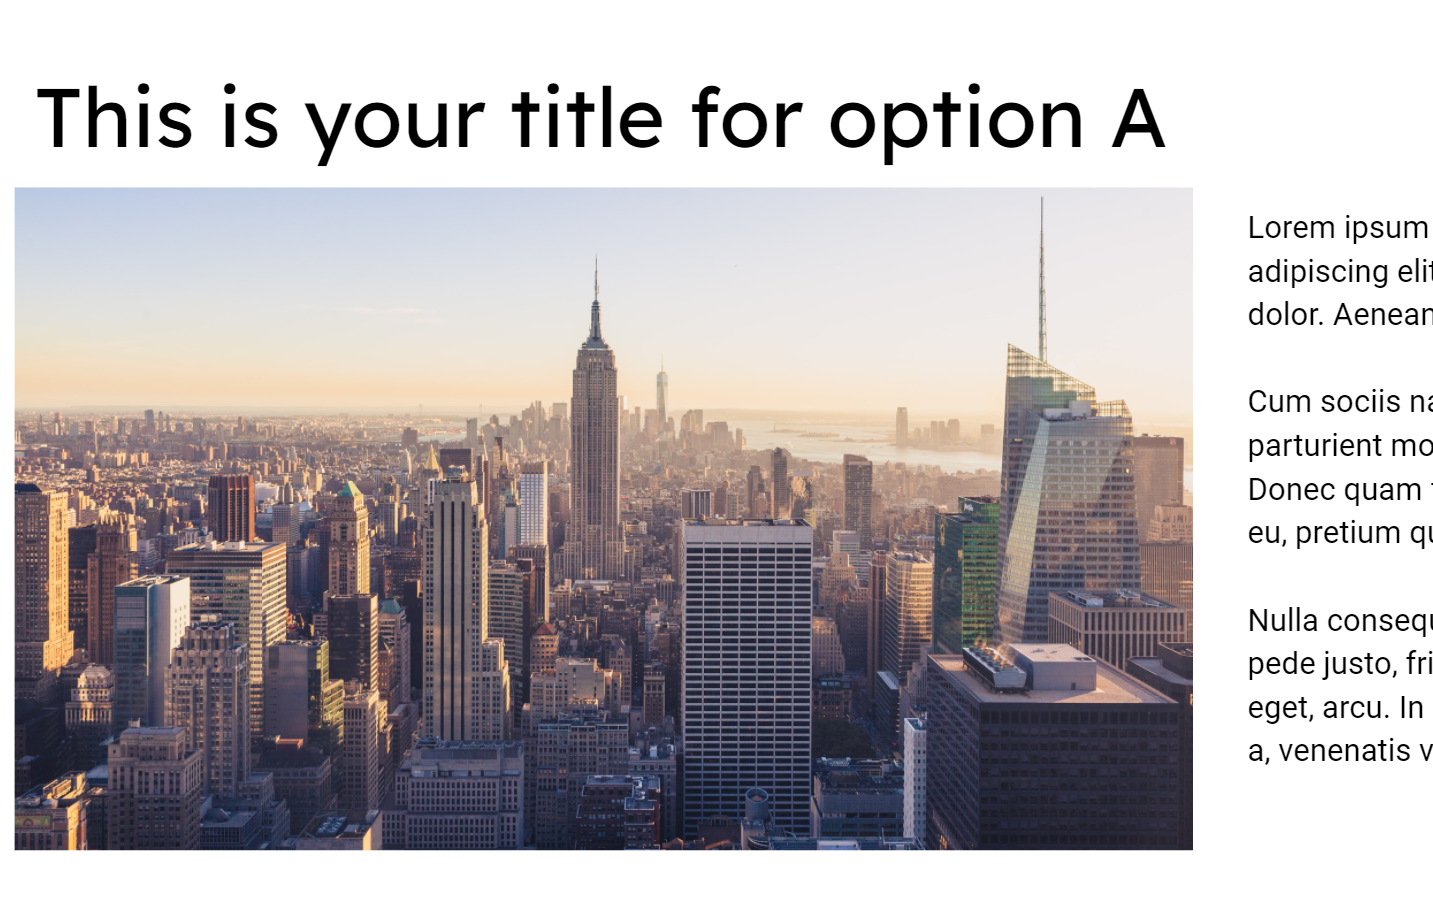 This is your title for option A
Lorem ipsum
adipiscing
dolor. Aenean
Cum sociis
parturient
Donec quam
eu, pretium
Nulla
pede justo,
eget, arcu. In
a, venenatis